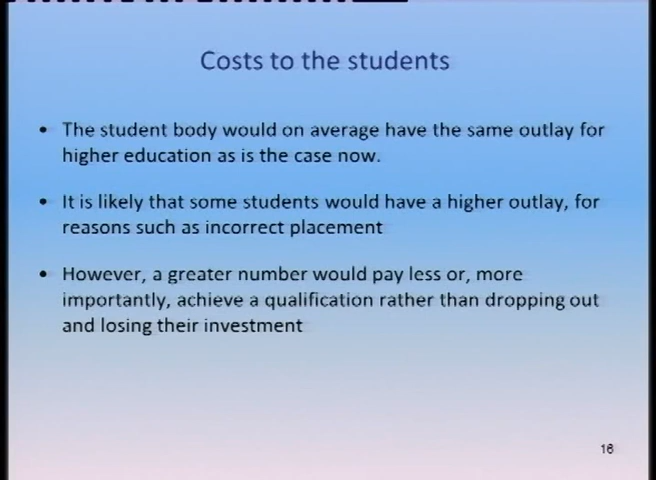 Costs to the students
• The student body would on average have the same outlay for
higher education as is the case now.
• It is likely that some students would have a higher outlay, for
reasons such as incorrect placement
• However, a greater number would pay less or, more
importantly, achieve a qualification rather than dropping out
and losing their investment
16